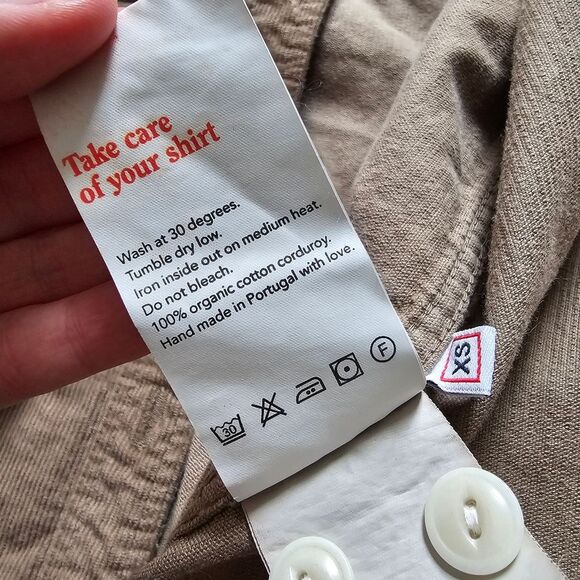 Take care
of your shirt
Wash at 30 degrees.
Tumble dry low.
Iron inside out on medium heat.
Do not bleach.
100% organic cotton corduroy.
Hand made in Portugal with love.
30
F
XS